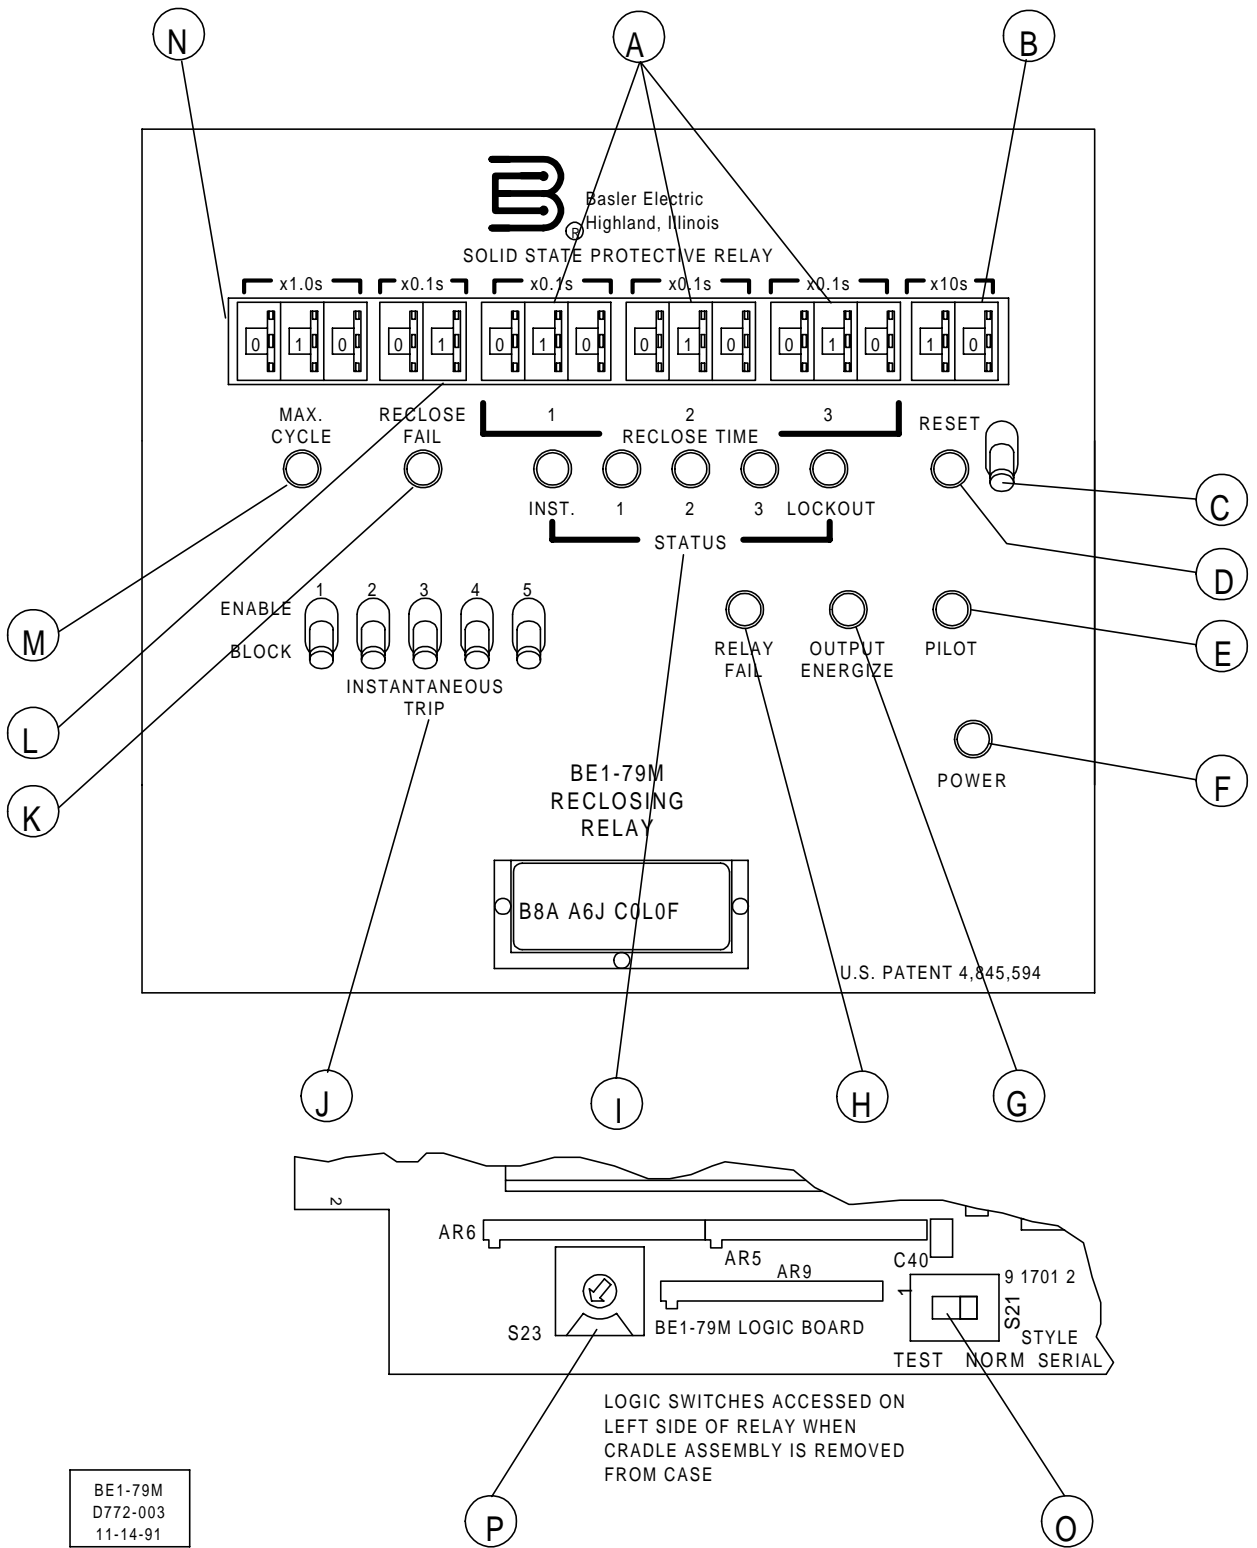 N A B
Basler Electric
Highland, Illinois
R
SOLID STATE PROTECTIVE RELAY
x1.0s x0.1s x0.1s x0.1s x0.1s x10s
0 1 0 0 1 0 1 0 0 1 0 0 1 0 1 0
MAX. CYCLE
RECLOSE FAIL
1 2 3
RECLOSE TIME
RESET
C
INST. 1 2 3 LOCKOUT
STATUS
D
1 2 3 4 5
ENABLE
BLOCK
INSTANTANEOUS
TRIP
RELAY FAIL
OUTPUT ENERGIZE
PILOT
M
E
L
POWER
F
K
BE1-79M
RECLOSING
RELAY
B8A A6J C0L0F
U.S. PATENT 4,845,594
J I H G
2
AR6
AR5
C40
AR9
9 1701 2
1
S21
S23
BE1-79M LOGIC BOARD
STYLE
TEST NORM SERIAL
LOGIC SWITCHES ACCESSED ON
LEFT SIDE OF RELAY WHEN
CRADLE ASSEMBLY IS REMOVED
FROM CASE
BE1-79M
D772-003
11-14-91
P O